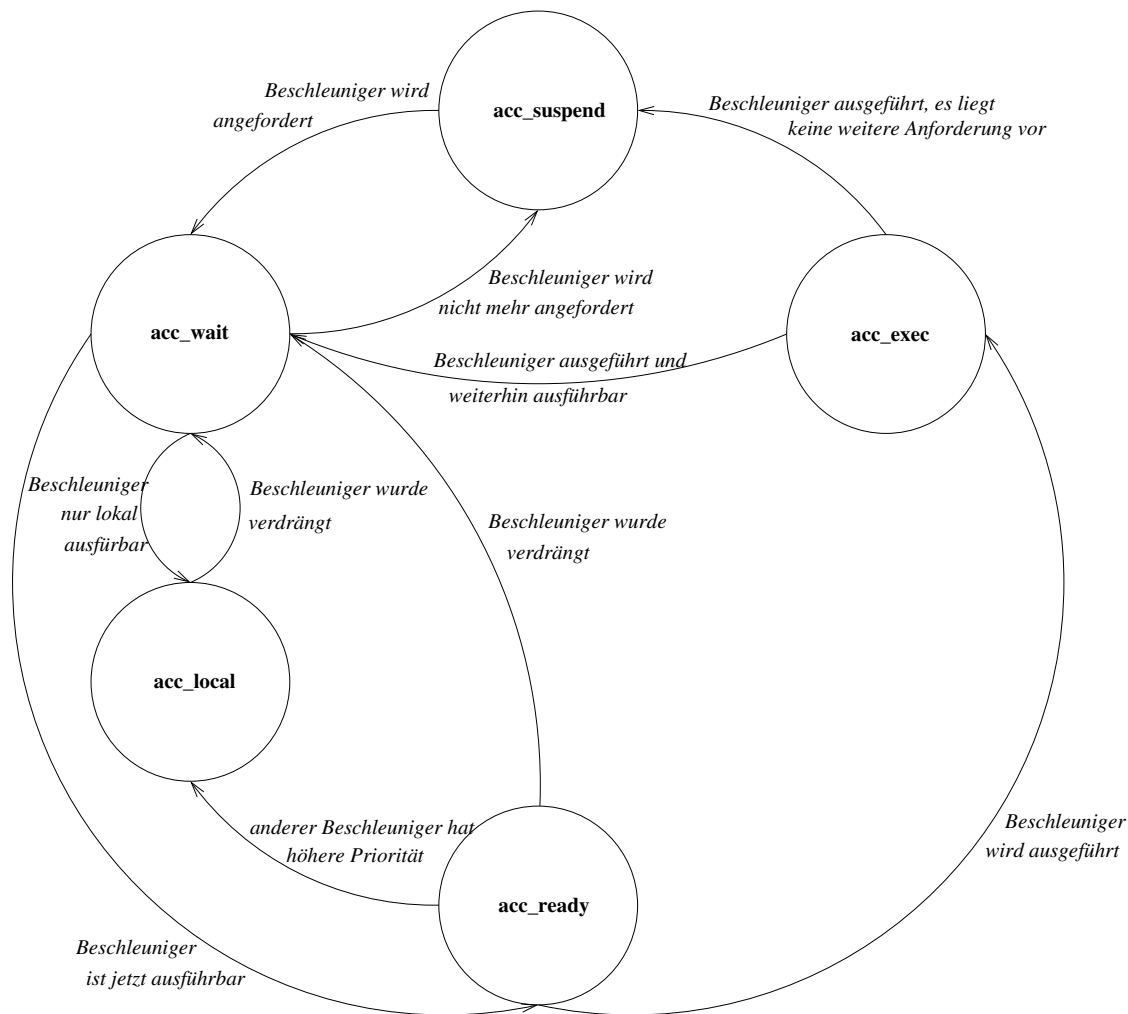 Beschleuniger wird
angefordert
acc_suspend
Beschleuniger ausgeführt, es liegt
keine weitere Anforderung vor
Beschleuniger wird
nicht mehr angefordert
acc_wait
acc_exec
Beschleuniger ausgeführt und
weiterhin ausführbar
Beschleuniger
nur lokal
ausfürbar
Beschleuniger wurde
verdrängt
Beschleuniger wurde
verdrängt
acc_local
anderer Beschleuniger hat
höhere Priorität
Beschleuniger
wird ausgeführt
acc_ready
Beschleuniger
ist jetzt ausführbar